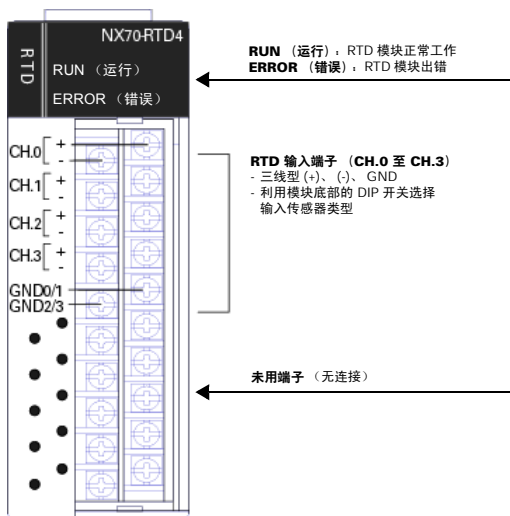 NX70-RTD4
RTD
RUN （运行）
ERROR （错误）
RUN （运行）：RTD 模块正常工作
ERROR （错误）：RTD 模块出错
CH.0 + -
CH.1 + -
CH.2 + -
CH.3 + -
GND0/1
GND2/3
RTD 输入端子 （CH.0 至 CH.3）
- 三线型 (+)、 (-)、 GND
- 利用模块底部的 DIP 开关选择
输入传感器类型
未用端子 （无连接）